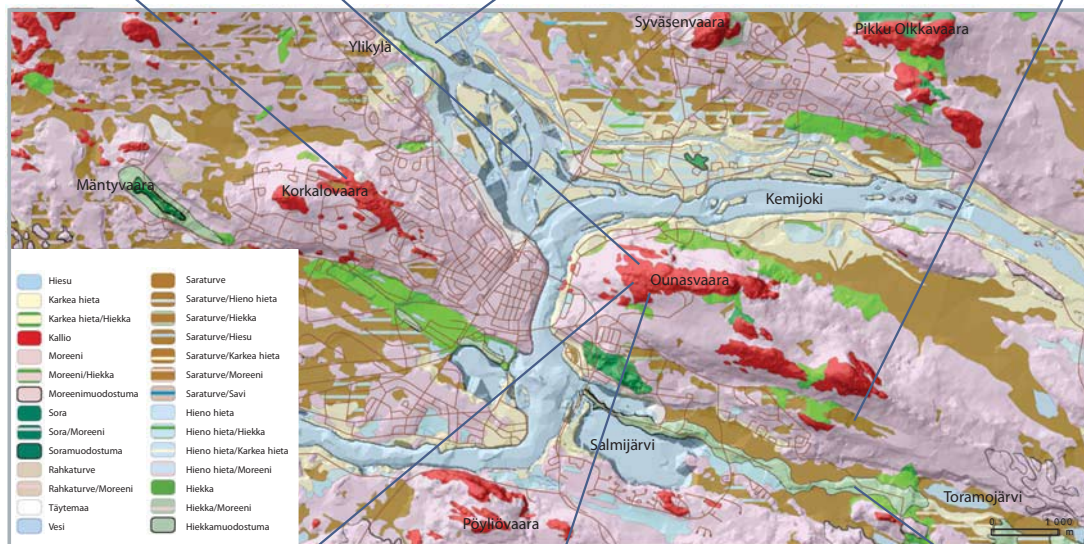 Syväsenvaara
Pikku Olkkavaara
Ylikylä
Mäntyvaara
Korkalovaara
Kemijoki
Ounasvaara
Salmijärvi
Toramojärvi
Pöyliövaara
Hiesu
Karkea hieta
Karkea hieta/Hiekka
Kallio
Moreeni
Moreeni/Hiekka
Moreenimuodostuma
Sora
Sora/Moreeni
Soramuodostuma
Rahkaturve
Rahkaturve/Moreeni
Täytemaa
Vesi
Saraturve
Saraturve/Hieno hieta
Saraturve/Hiekka
Saraturve/Hiesu
Saraturve/Karkea hieta
Saraturve/Moreeni
Saraturve/Savi
Hieno hieta
Hieno hieta/Hiekka
Hieno hieta/Karkea hieta
Hieno hieta/Moreeni
Hiekka
Hiekka/Moreeni
Hiekkamuodostuma
0,5 1 000
m